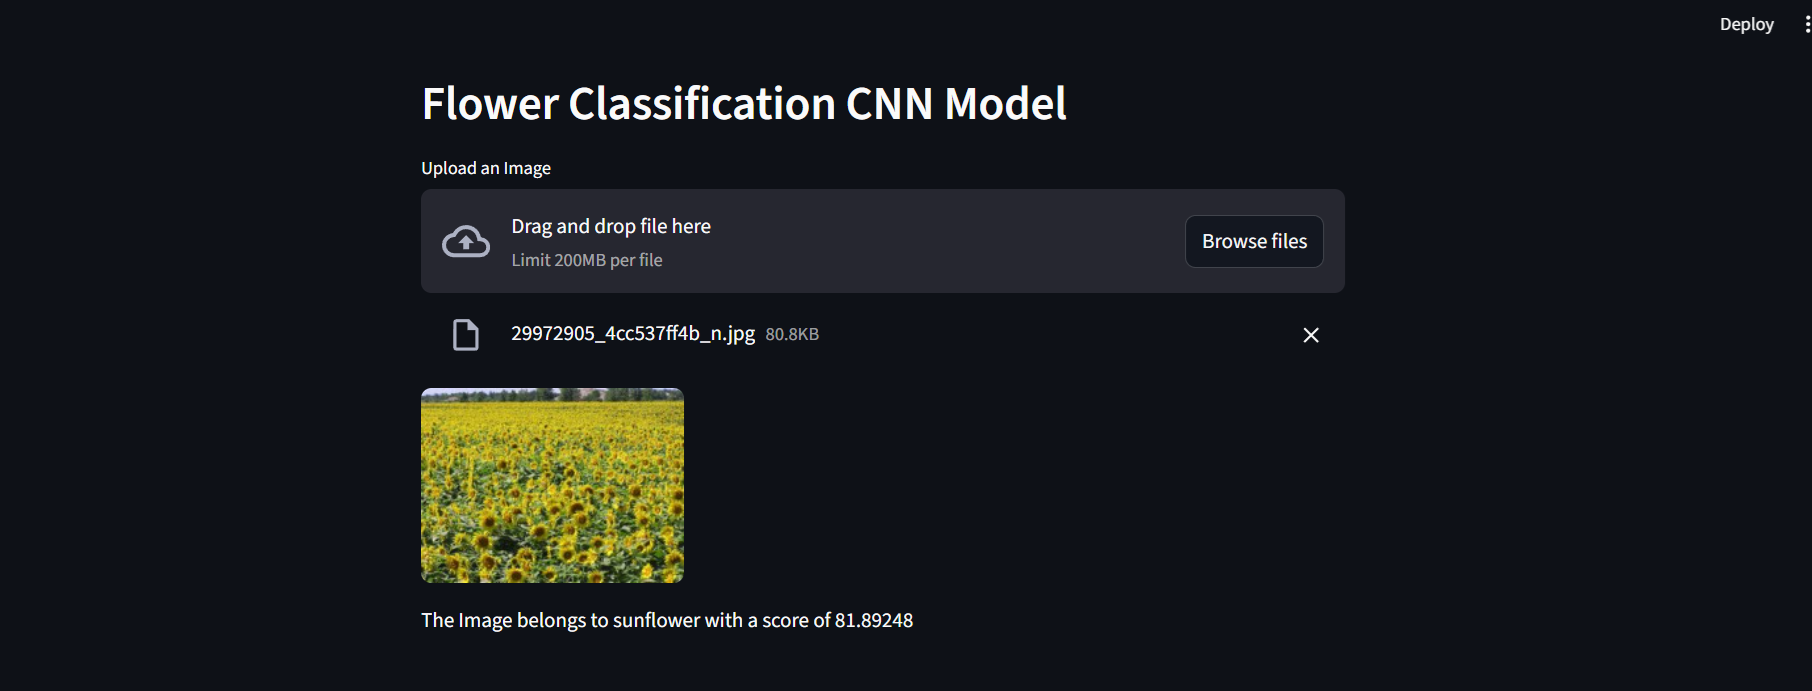 Deploy
Flower Classification CNN Model
Upload an Image
Drag and drop file here
Limit 200MB per file
Browse files
29972905_4cc537ff4b_n.jpg 80.8KB
The Image belongs to sunflower with a score of 81.89248